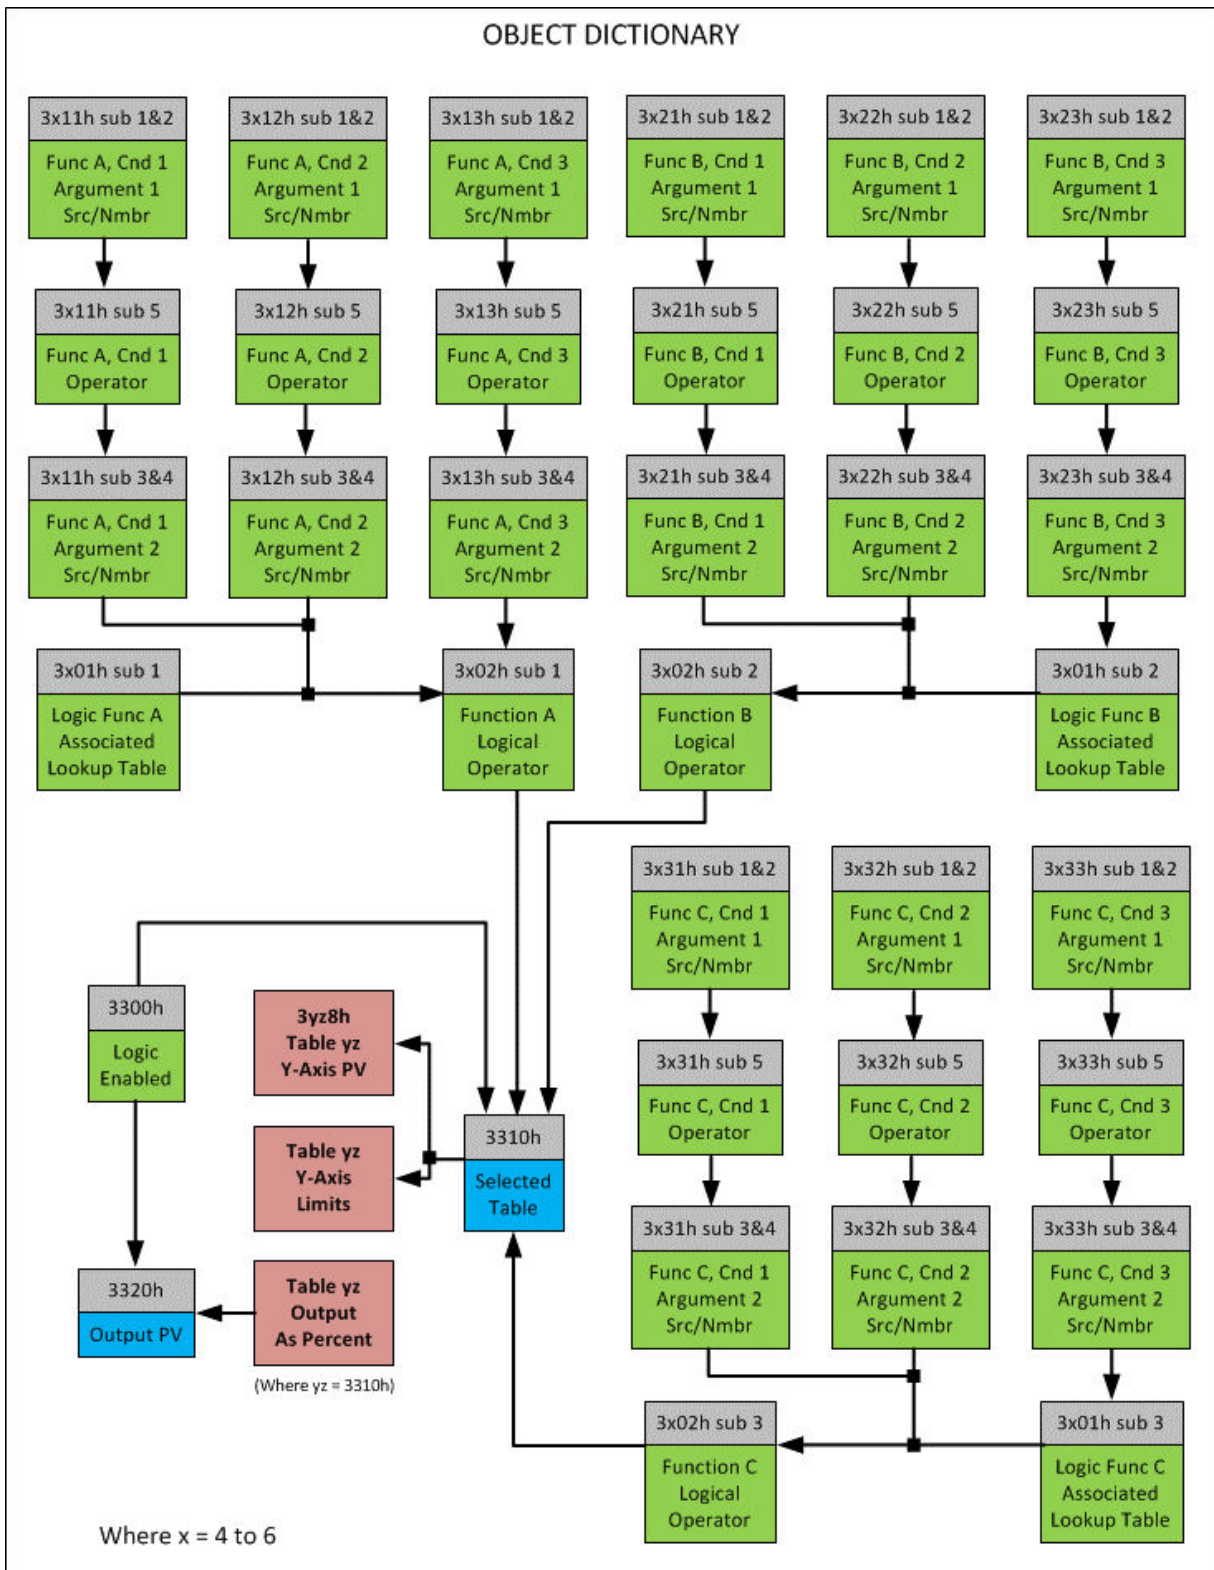 OBJECT DICTIONARY
3x11h sub 1&2
Func A, Cnd 1
Argument 1
Src/Nmbr
3x12h sub 1&2
Func A, Cnd 2
Argument 1
Src/Nmbr
3x13h sub 1&2
Func A, Cnd 3
Argument 1
Src/Nmbr
3x21h sub 1&2
Func B, Cnd 1
Argument 1
Src/Nmbr
3x22h sub 1&2
Func B, Cnd 2
Argument 1
Src/Nmbr
3x23h sub 1&2
Func B, Cnd 3
Argument 1
Src/Nmbr
3x11h sub 5
Func A, Cnd 1
Operator
3x12h sub 5
Func A, Cnd 2
Operator
3x13h sub 5
Func A, Cnd 3
Operator
3x21h sub 5
Func B, Cnd 1
Operator
3x22h sub 5
Func B, Cnd 2
Operator
3x23h sub 5
Func B, Cnd 3
Operator
3x11h sub 3&4
Func A, Cnd 1
Argument 2
Src/Nmbr
3x12h sub 3&4
Func A, Cnd 2
Argument 2
Src/Nmbr
3x13h sub 3&4
Func A, Cnd 3
Argument 2
Src/Nmbr
3x21h sub 3&4
Func B, Cnd 1
Argument 2
Src/Nmbr
3x22h sub 3&4
Func B, Cnd 2
Argument 2
Src/Nmbr
3x23h sub 3&4
Func B, Cnd 3
Argument 2
Src/Nmbr
3x01h sub 1
Logic Func A
Associated
Lookup Table
3x02h sub 1
Function A
Logical
Operator
3x02h sub 2
Function B
Logical
Operator
3x01h sub 2
Logic Func B
Associated
Lookup Table
3x31h sub 1&2
Func C, Cnd 1
Argument 1
Src/Nmbr
3x32h sub 1&2
Func C, Cnd 2
Argument 1
Src/Nmbr
3x33h sub 1&2
Func C, Cnd 3
Argument 1
Src/Nmbr
3300h
Logic
Enabled
3yz8h
Table yz
Y-Axis PV
3x31h sub 5
Func C, Cnd 1
Operator
3x32h sub 5
Func C, Cnd 2
Operator
3x33h sub 5
Func C, Cnd 3
Operator
Table yz
Y-Axis
Limits
3310h
Selected
Table
3x31h sub 3&4
Func C, Cnd 1
Argument 2
Src/Nmbr
3x32h sub 3&4
Func C, Cnd 2
Argument 2
Src/Nmbr
3x33h sub 3&4
Func C, Cnd 3
Argument 2
Src/Nmbr
3320h
Output PV
Table yz
Output
As Percent
(Where yz = 3310h)
3x02h sub 3
Function C
Logical
Operator
3x01h sub 3
Logic Func C
Associated
Lookup Table
Where x = 4 to 6